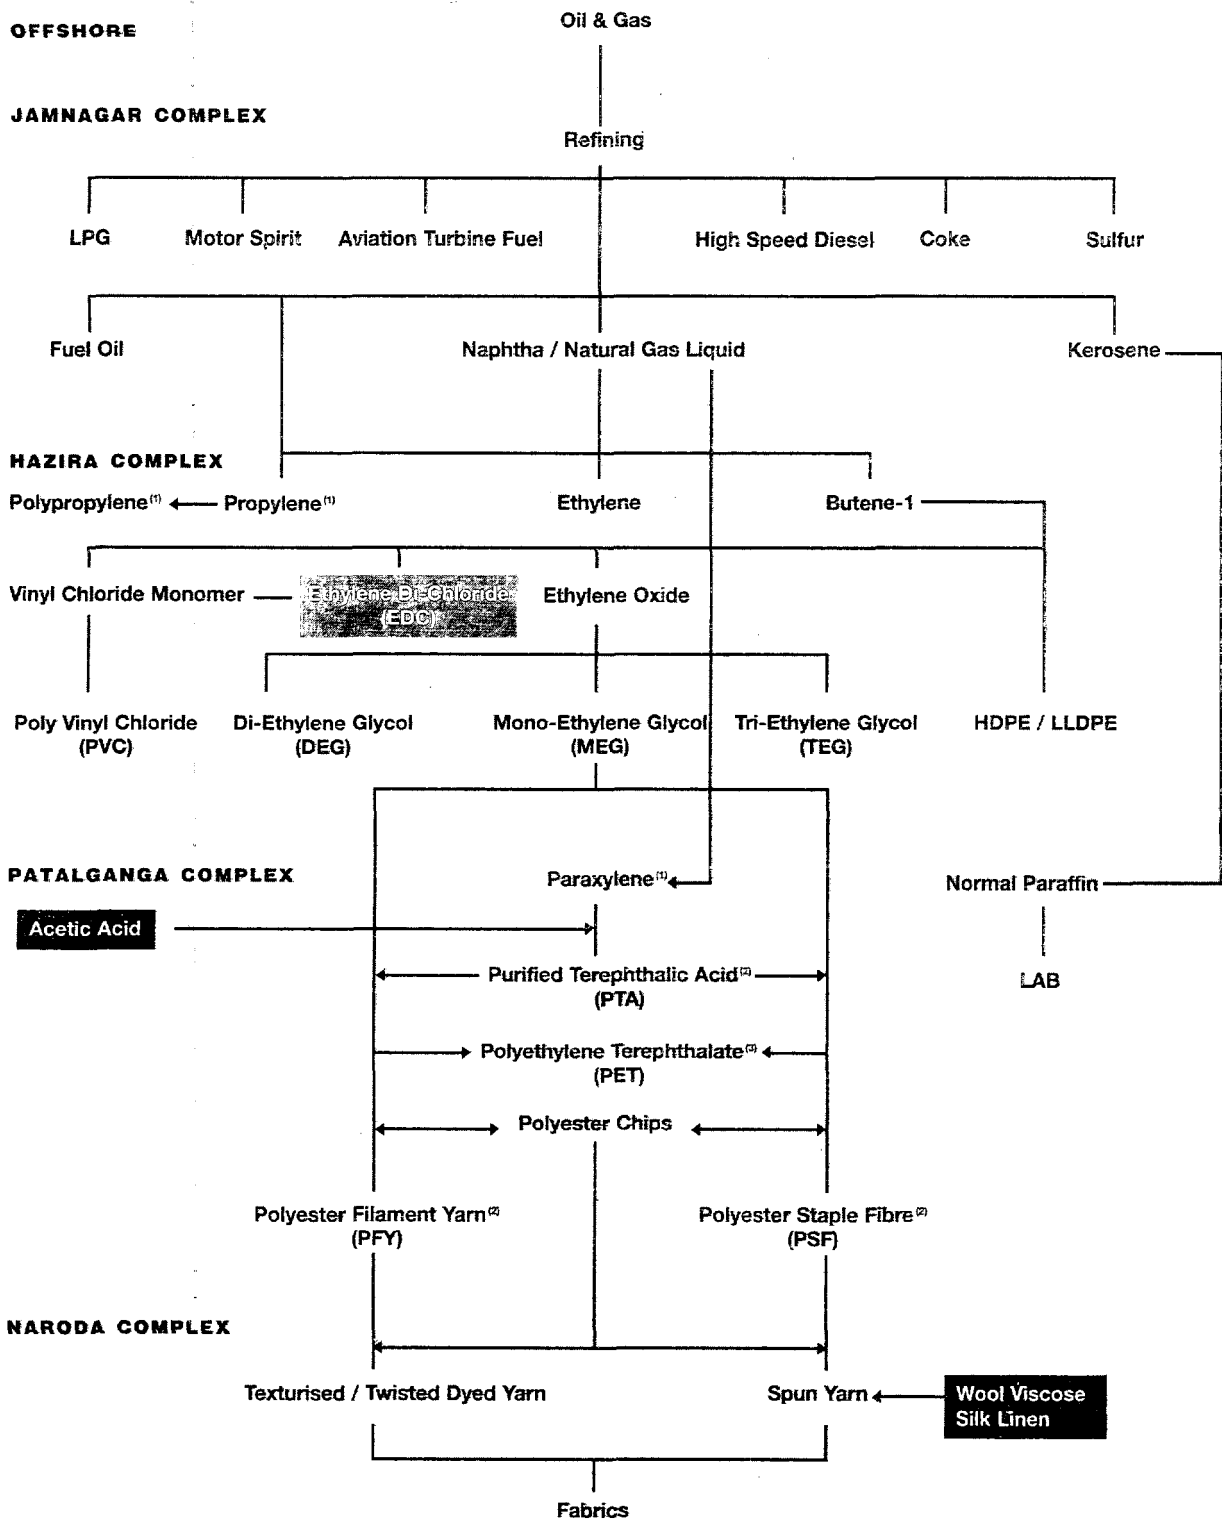 OFFSHORE
Oil & Gas
JAMNAGAR COMPLEX
Refining
LPG
Motor Spirit
Aviation Turbine Fuel
High Speed Diesel
Coke
Sulfur
Fuel Oil
Naphtha / Natural Gas Liquid
Kerosene
HAZIRA COMPLEX
Polypropylene(1)
Propylene(1)
Ethylene
Butene-1
Vinyl Chloride Monomer
Ethylene Di-Chloride
(EDC)
Ethylene Oxide
Poly Vinyl Chloride
(PVC)
Di-Ethylene Glycol
(DEG)
Mono-Ethylene Glycol
(MEG)
Tri-Ethylene Glycol
(TEG)
HDPE / LLDPE
PATALGANGA COMPLEX
Paraxylene(1)
Normal Paraffin
Acetic Acid
Purified Terephthalic Acid(2)
(PTA)
LAB
Polyethylene Terephthalate(3)
(PET)
Polyester Chips
Polyester Filament Yarn(2)
(PFY)
Polyester Staple Fibre(2)
(PSF)
NARODA COMPLEX
Texturised / Twisted Dyed Yarn
Spun Yarn
Wool Viscose
Silk Linen
Fabrics